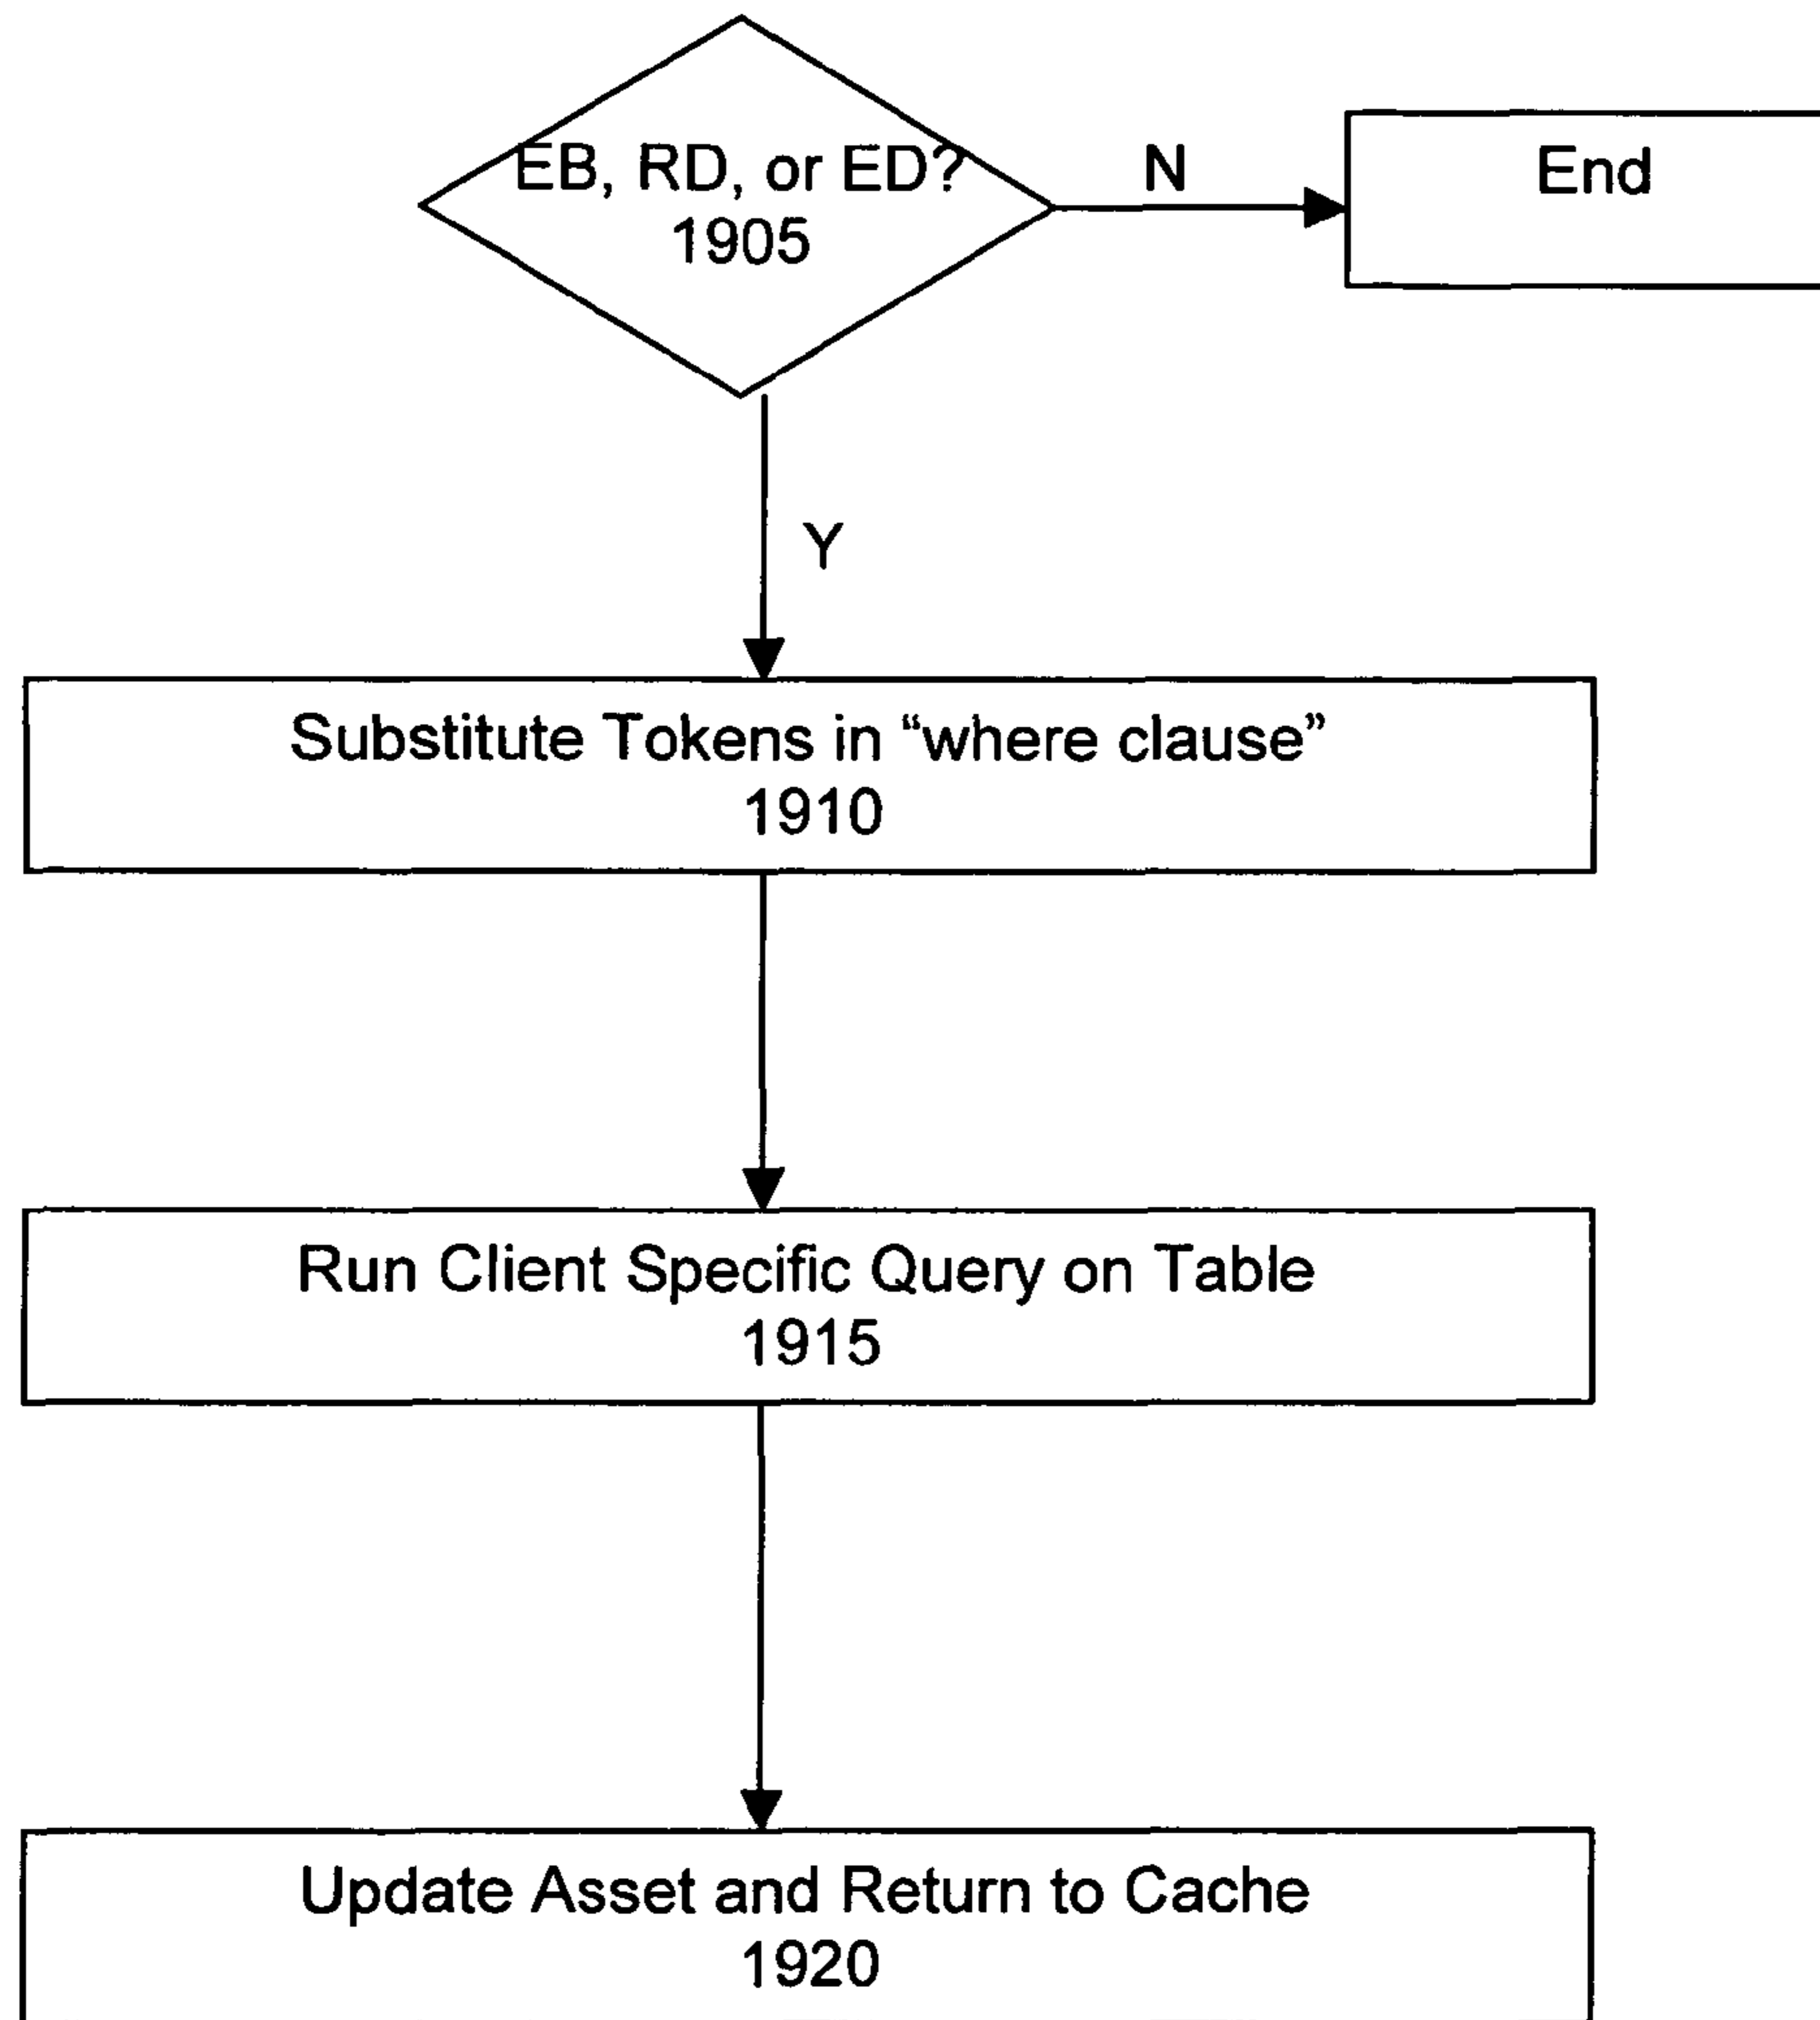 EB, RD, or ED?
1905
N
End
Y
Substitute Tokens in “where clause”
1910
Run Client Specific Query on Table
1915
Update Asset and Return to Cache
1920